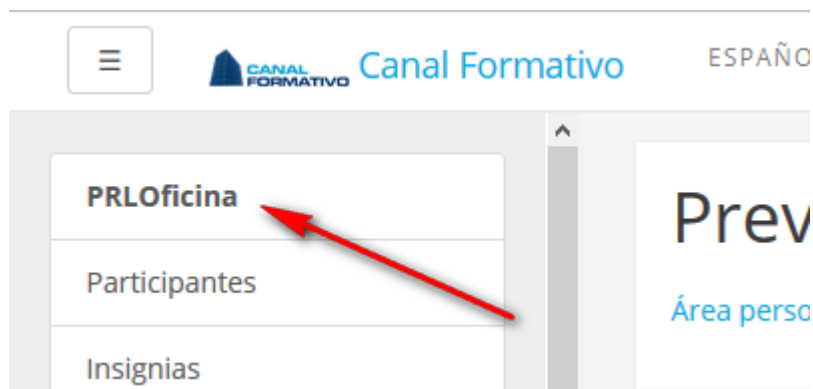 ☰
CANAL
FORMATIVO
Canal Formativo
ESPAÑO
PRLOficina
Prev
Participantes
Área perso
Insignias